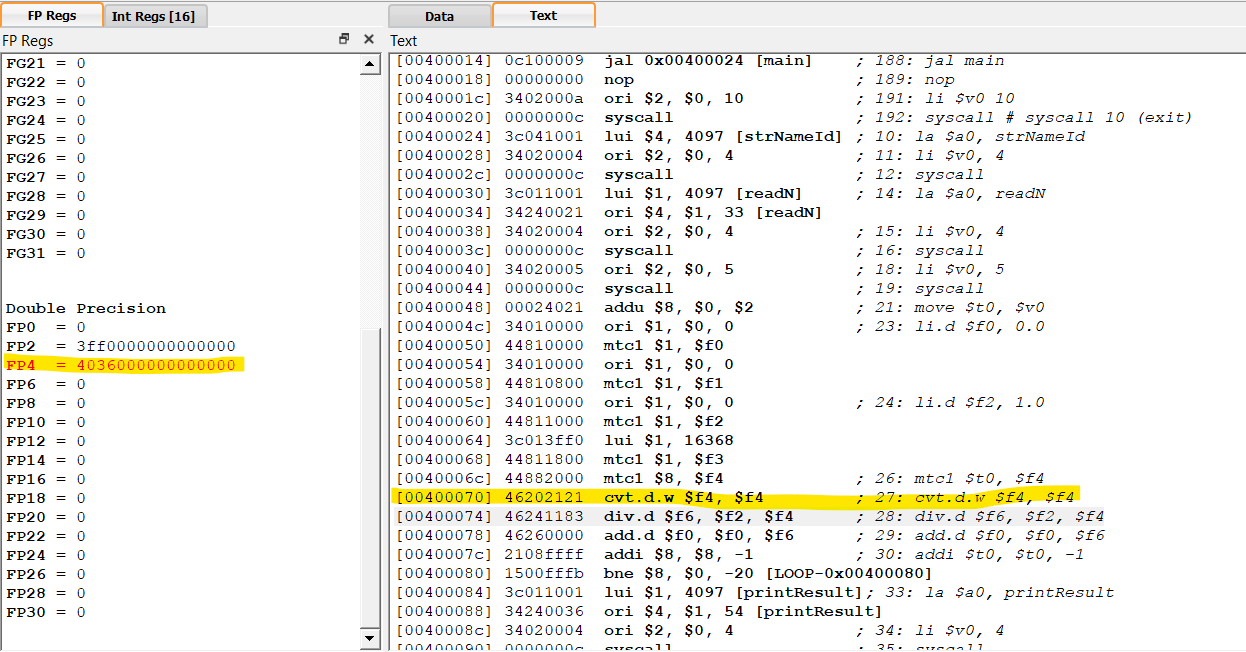 FP Regs Int Regs [16] Data Text
FP Regs Text
FG21 = 0
FG22 = 0
FG23 = 0
FG24 = 0
FG25 = 0
FG26 = 0
FG27 = 0
FG28 = 0
FG29 = 0
FG30 = 0
FG31 = 0
Double Precision
FP0 = 0
FP2 = 3ff0000000000000
FP4 = 4036000000000000
FP6 = 0
FP8 = 0
FP10 = 0
FP12 = 0
FP14 = 0
FP16 = 0
FP18 = 0
FP20 = 0
FP22 = 0
FP24 = 0
FP26 = 0
FP28 = 0
FP30 = 0
[00400014] 0c100009 jal 0x00400024 [main] ; 188: jal main
[00400018] 00000000 nop ; 189: nop
[0040001c] 3402000a ori $2, $0, 10 ; 191: li $v0 10
[00400020] 0000000c syscall ; 192: syscall # syscall 10 (exit)
[00400024] 3c041001 lui $4, 4097 [strNameId] ; 10: la $a0, strNameId
[00400028] 34020004 ori $2, $0, 4 ; 11: li $v0, 4
[0040002c] 0000000c syscall ; 12: syscall
[00400030] 3c011001 lui $1, 4097 [readN] ; 14: la $a0, readN
[00400034] 34240021 ori $4, $1, 33 [readN]
[00400038] 34020004 ori $2, $0, 4 ; 15: li $v0, 4
[0040003c] 0000000c syscall ; 16: syscall
[00400040] 34020005 ori $2, $0, 5 ; 18: li $v0, 5
[00400044] 0000000c syscall ; 19: syscall
[00400048] 00024021 addu $8, $0, $2 ; 21: move $t0, $v0
[0040004c] 34010000 ori $1, $0, 0 ; 23: li.d $f0, 0.0
[00400050] 44810000 mtc1 $1, $f0
[00400054] 34010000 ori $1, $0, 0
[00400058] 44810800 mtc1 $1, $f1
[0040005c] 34010000 ori $1, $0, 0 ; 24: li.d $f2, 1.0
[00400060] 44811000 mtc1 $1, $f2
[00400064] 3c013ff0 lui $1, 16368
[00400068] 44811800 mtc1 $1, $f3
[0040006c] 44882000 mtc1 $8, $f4 ; 26: mtc1 $t0, $f4
[00400070] 46202121 cvt.d.w $f4, $f4 ; 27: cvt.d.w $f4, $f4
[00400074] 46241183 div.d $f6, $f2, $f4 ; 28: div.d $f6, $f2, $f4
[00400078] 46260000 add.d $f0, $f0, $f6 ; 29: add.d $f0, $f0, $f6
[0040007c] 2108ffff addi $8, $8, -1 ; 30: addi $t0, $t0, -1
[00400080] 1500fffb bne $8, $0, -20 [LOOP-0x00400080]
[00400084] 3c011001 lui $1, 4097 [printResult]; 33: la $a0, printResult
[00400088] 34240036 ori $4, $1, 54 [printResult]
[0040008c] 34020004 ori $2, $0, 4 ; 34: li $v0, 4
[00400090] 0000000c syscall ; 35: syscall